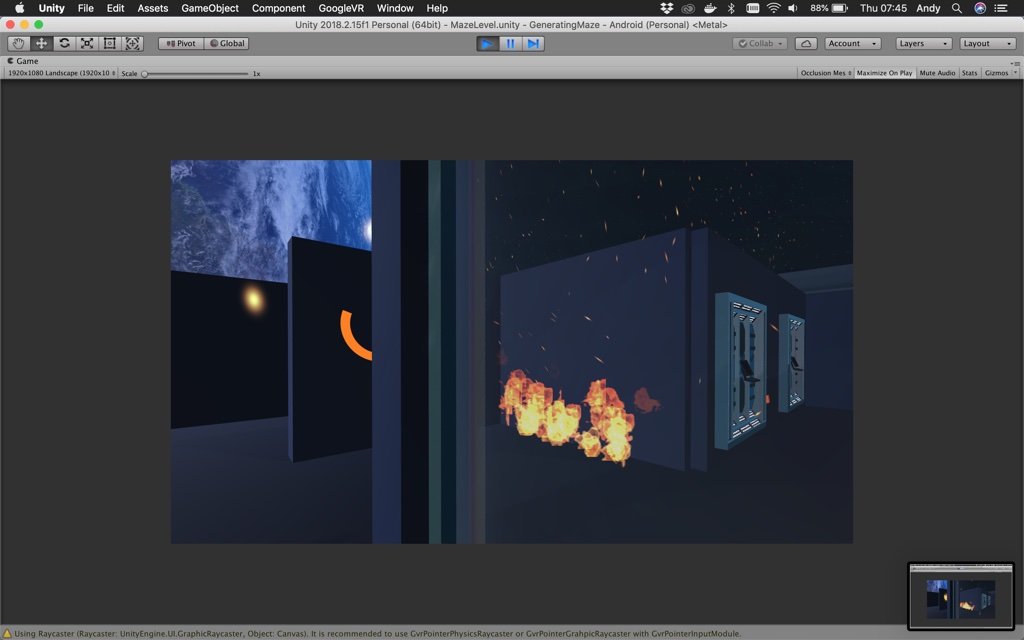 Unity File Edit Assets GameObject Component GoogleVR Window Help 88% Thu 07:45 Andy
Unity 2018.2.15f1 Personal (64bit) - MazeLevel.unity - GeneratingMaze - Android (Personal) <Metal>
Pivot Global Collab Account Layers Layout
Game
1920x1080 Landscape (1920x10 Scale 1x Occlusion Mes Maximize On Play Mute Audio Stats Gizmos
Using Raycaster (Raycaster: UnityEngine.UI.GraphicRaycaster, Object: Canvas). It is recommended to use GvrPointerPhysicsRaycaster or GvrPointerGrahpicRaycaster with GvrPointerInputModule.